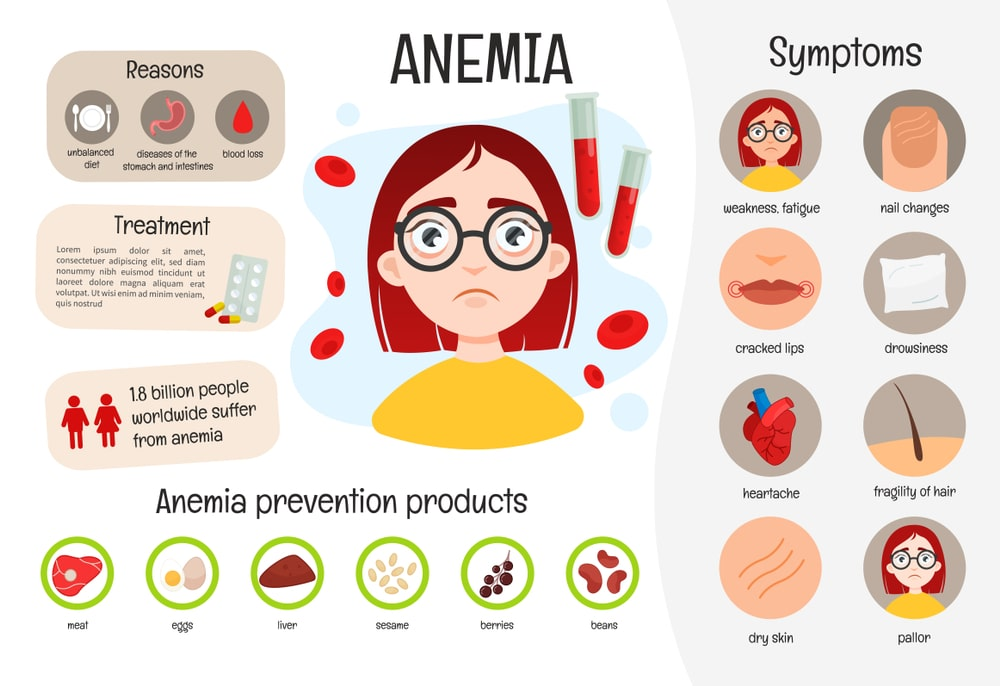 ANEMIA
Reasons
unbalanced
diet
diseases of the
stomach and intestines
blood loss
Treatment
Lorem ipsum dolor sit amet,
consectetuer adipiscing elit, sed diam
nonummy nibh euismod tincidunt ut
laoreet dolore magna aliquam erat
volutpat. Ut wisi enim ad minim veniam,
quis nostrud
1.8 billion people
worldwide suffer
from anemia
Anemia prevention products
meat
eggs
liver
sesame
berries
beans
Symptoms
weakness, fatigue
nail changes
cracked lips
drowsiness
heartache
fragility of hair
dry skin
pallor